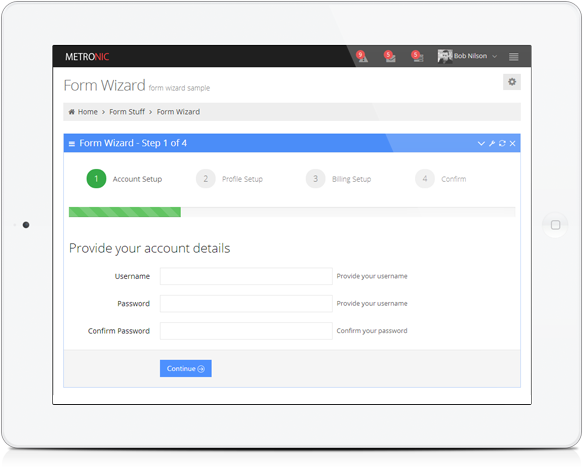 METRONIC 9 5 5 Bob Nilson
Form Wizard form wizard sample
Home > Form Stuff > Form Wizard
Form Wizard - Step 1 of 4
1 Account Setup 2 Profile Setup 3 Billing Setup 4 Confirm
Provide your account details
Username Provide your username
Password Provide your username
Confirm Password Confirm your password
Continue